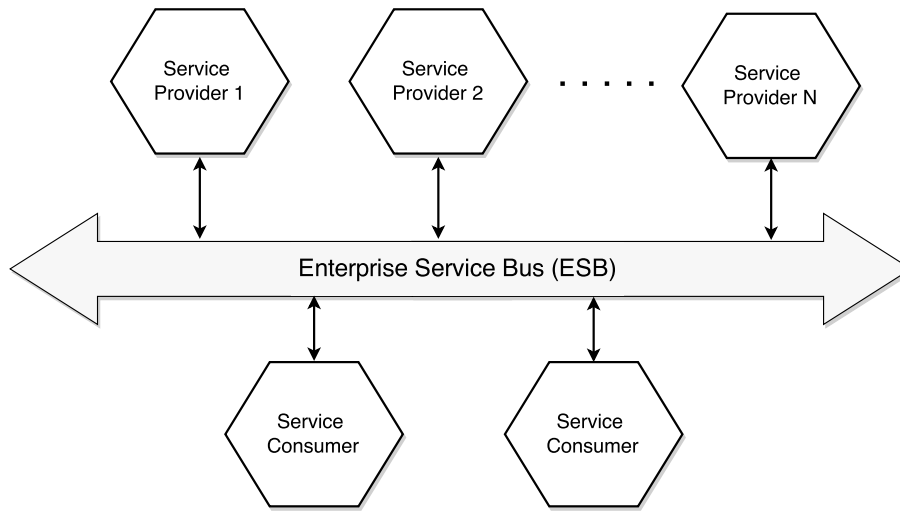 Service
Provider 1
Service
Provider 2
. . . . .
Service
Provider N
Enterprise Service Bus (ESB)
Service
Consumer
Service
Consumer